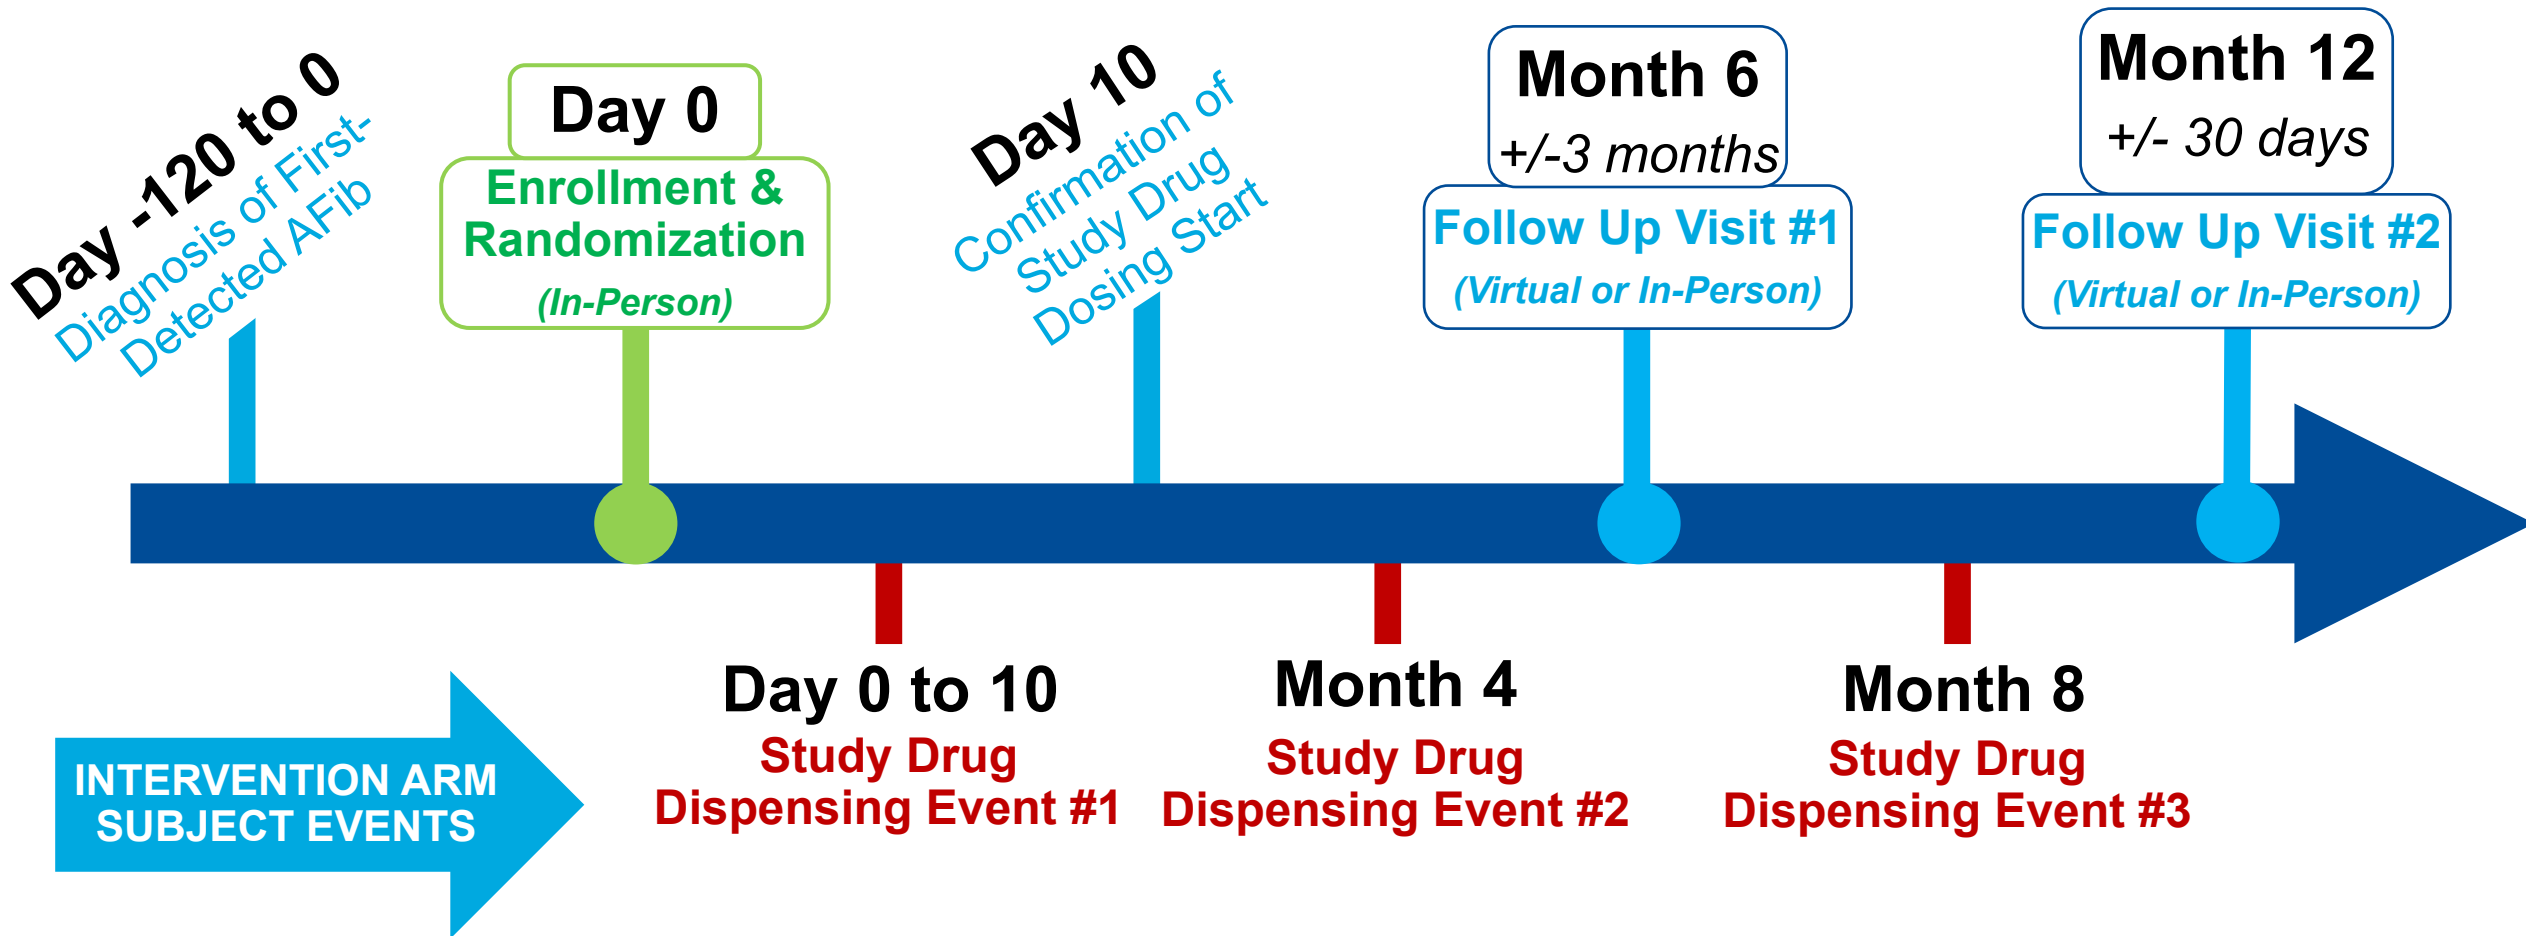 Day -120 to 0
Diagnosis of First-
Detected AFib
Day 0
Enrollment &
Randomization
(In-Person)
Day 10
Confirmation of
Study Drug
Dosing Start
Month 6
+/-3 months
Follow Up Visit #1
(Virtual or In-Person)
Month 12
+/- 30 days
Follow Up Visit #2
(Virtual or In-Person)
INTERVENTION ARM
SUBJECT EVENTS
Day 0 to 10
Study Drug
Dispensing Event #1
Month 4
Study Drug
Dispensing Event #2
Month 8
Study Drug
Dispensing Event #3